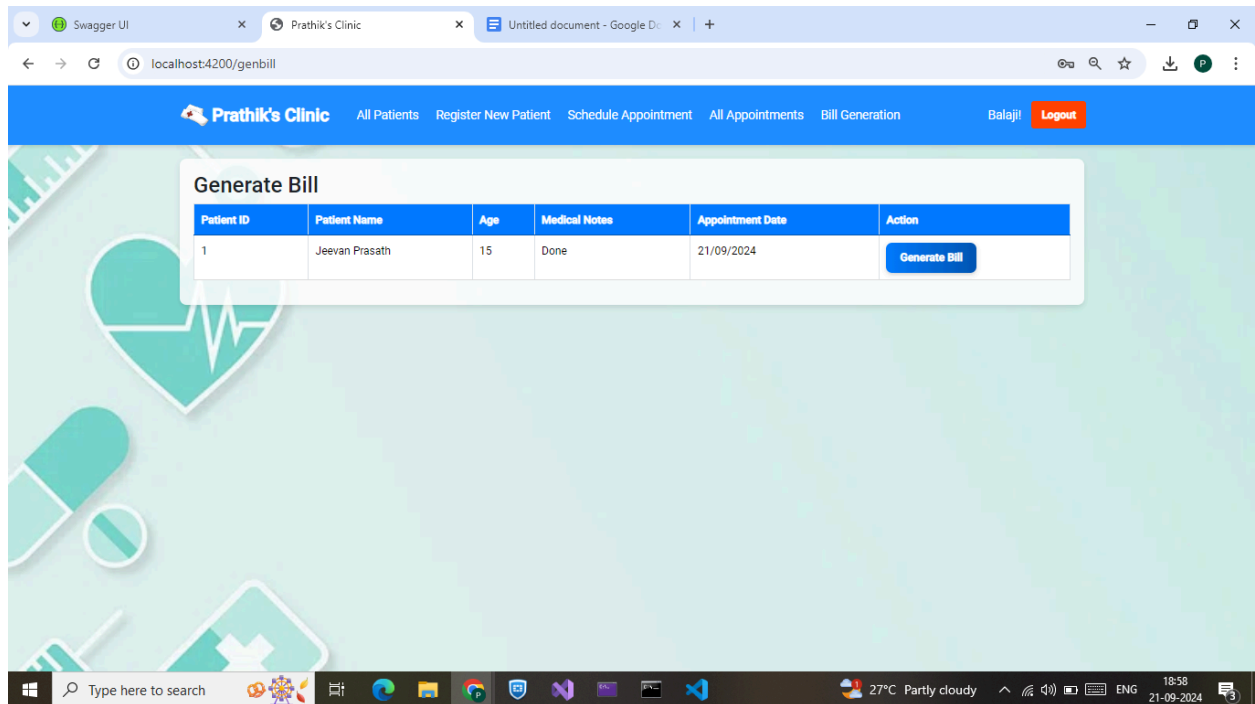 Swagger UI
Prathik's Clinic
Untitled document - Google Do
localhost:4200/genbill
P
Prathik's Clinic All Patients Register New Patient Schedule Appointment All Appointments Bill Generation Balaji! Logout
Generate Bill
Patient ID Patient Name Age Medical Notes Appointment Date Action
1 Jeevan Prasath 15 Done 21/09/2024 Generate Bill
Type here to search
27°C Partly cloudy
ENG
18:58
21-09-2024
3